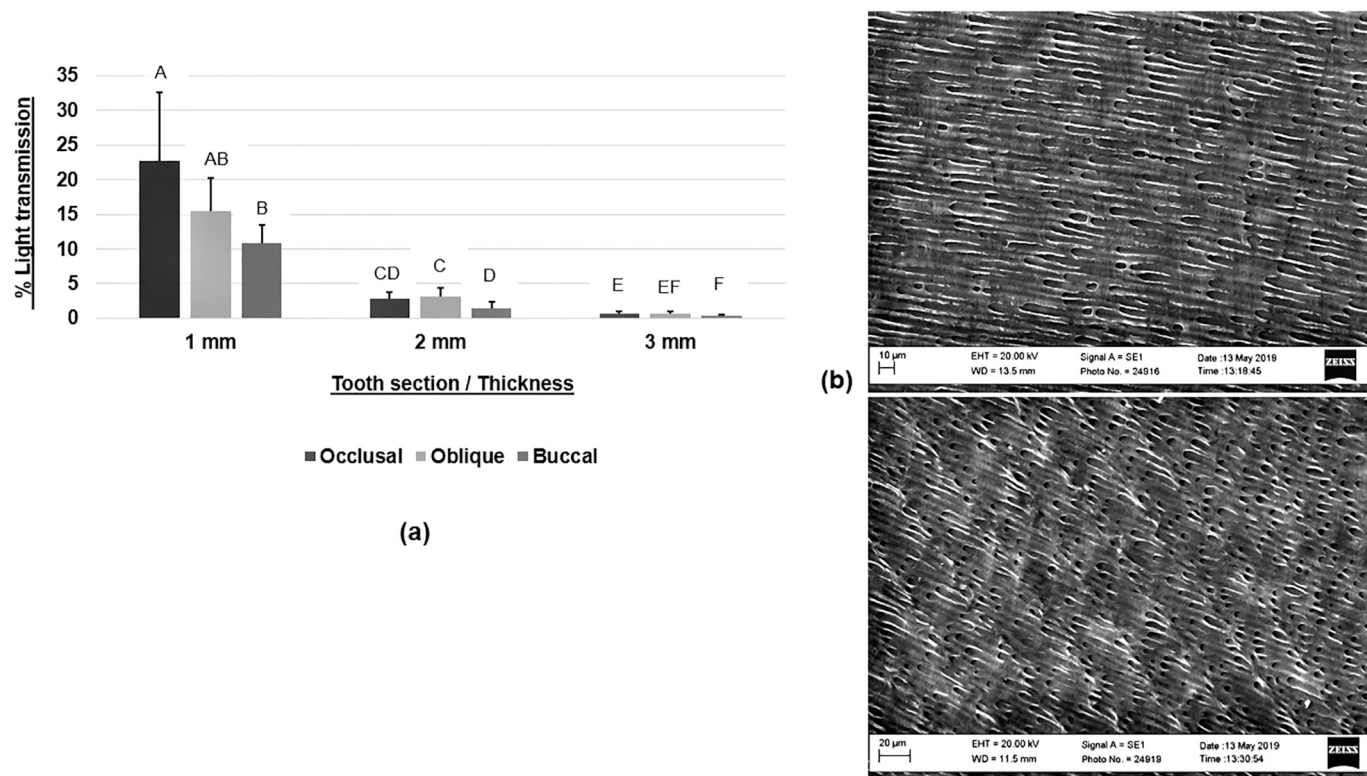 35
30
25
20
15
10
5
0
% Light transmission
A
AB
B
CD
C
D
E
EF
F
1 mm
2 mm
3 mm
Tooth section / Thickness
Occlusal Oblique Buccal
(a)
(b)
10 µm
EHT = 20.00 kV Signal A = SE1 Date :13 May 2019
WD = 13.5 mm Photo No. = 24916 Time :13:18:45
ZEISS
20 µm
EHT = 20.00 kV Signal A = SE1 Date :13 May 2019
WD = 11.5 mm Photo No. = 24919 Time :13:30:54
ZEISS